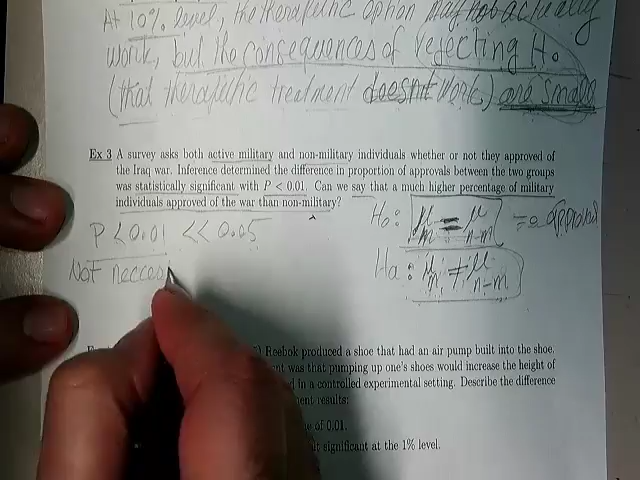 At 10% level, the therapeutic option may not actually
work, but the consequences of rejecting Ho
(that therapeutic treatment doesn't work) are small
Ex 3 A survey asks both active military and non-military individuals whether or not they approved of
the Iraq war. Inference determined the difference in proportion of approvals between the two groups
was statistically significant with P < 0.01. Can we say that a much higher percentage of military
individuals approved of the war than non-military?
Ho: μm = μn-m approved
P < 0.01 << 0.05
Ha: μm ≠ μn-m
Not neccess
Reebok produced a shoe that had an air pump built into the shoe.
was that pumping up one's shoes would increase the height of
in a controlled experimental setting. Describe the difference
results:
of 0.01.
significant at the 1% level.